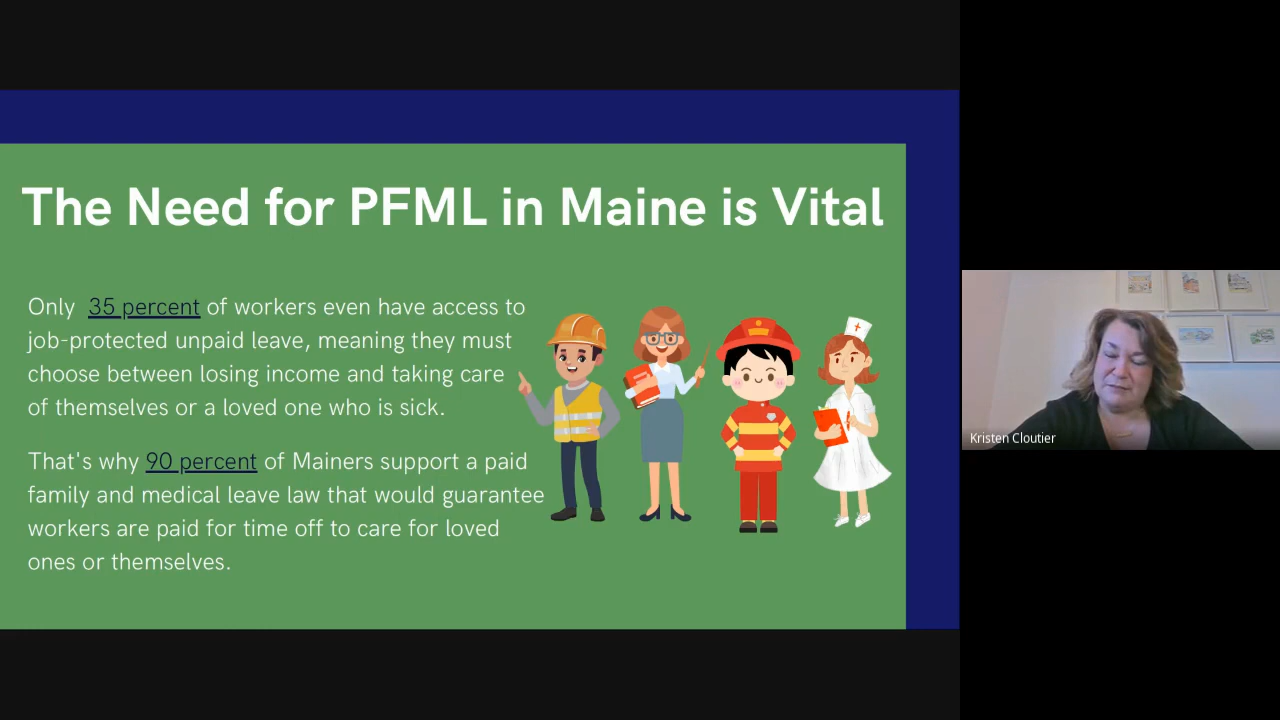 The Need for PFML in Maine is Vital
Only 35 percent of workers even have access to
job-protected unpaid leave, meaning they must
choose between losing income and taking care
of themselves or a loved one who is sick.
That's why 90 percent of Mainers support a paid
family and medical leave law that would guarantee
workers are paid for time off to care for loved
ones or themselves.
Kristen Cloutier